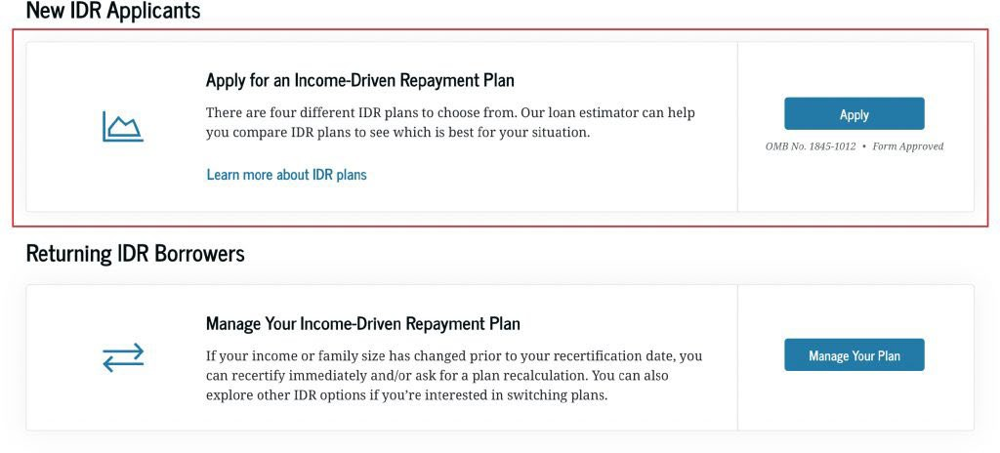 New IDR Applicants
Apply for an Income-Driven Repayment Plan
There are four different IDR plans to choose from. Our loan estimator can help
you compare IDR plans to see which is best for your situation.
Learn more about IDR plans
Apply
OMB No. 1845-1012 • Form Approved
Returning IDR Borrowers
Manage Your Income-Driven Repayment Plan
If your income or family size has changed prior to your recertification date, you
can recertify immediately and/or ask for a plan recalculation. You can also
explore other IDR options if you’re interested in switching plans.
Manage Your Plan